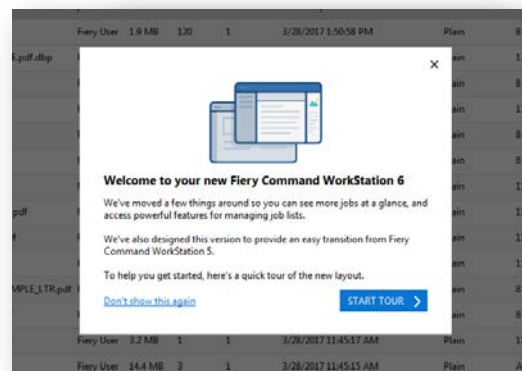 Fiery User 1.9 MB 120 1 3/28/2017 1:50:58 PM Plain 8
E.pdf.dbp
Welcome to your new Fiery Command WorkStation 6
We've moved a few things around so you can see more jobs at a glance, and
access powerful features for managing job lists.
We've also designed this version to provide an easy transition from Fiery
Command WorkStation 5.
To help you get started, here's a quick tour of the new layout.
Don't show this again START TOUR
MPLE_LTR.pdf
Fiery User 3.2 MB 1 1 3/28/2017 11:45:17 AM Plain
Fiery User 14.4 MB 3 1 3/28/2017 11:45:15 AM Plain